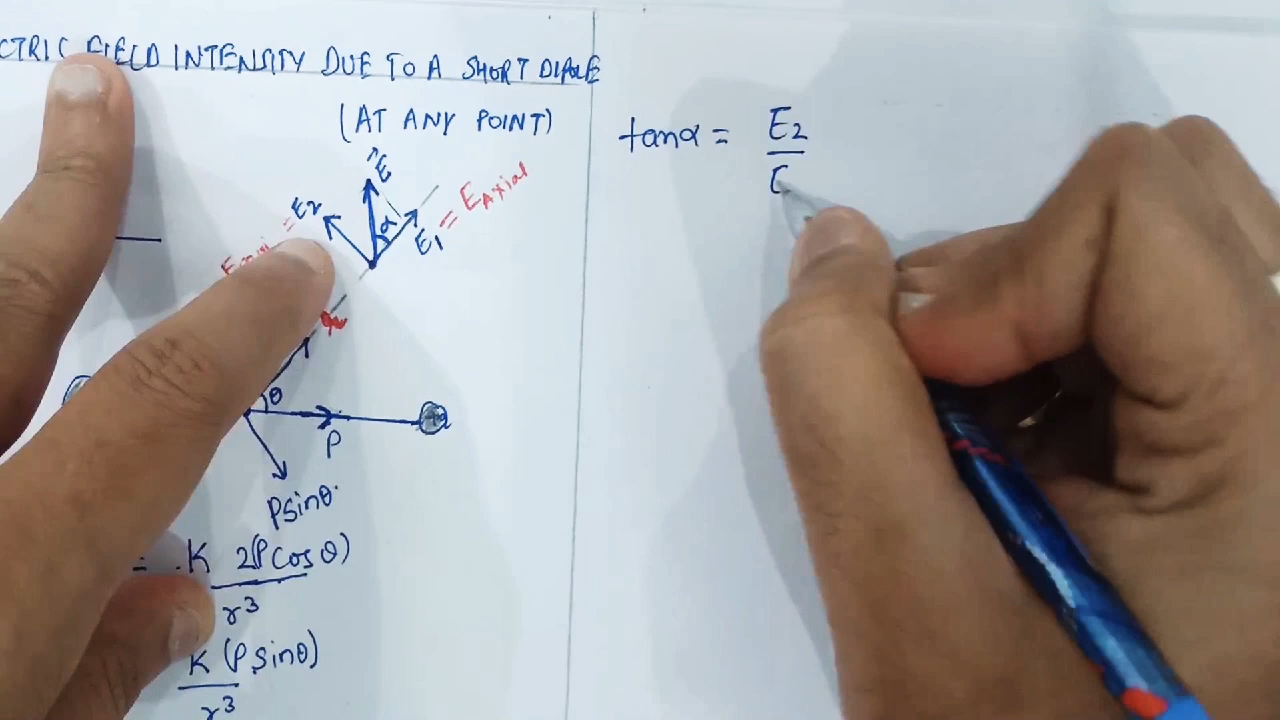 CTRIC FIELD INTENSITY DUE TO A SHORT DIPOLE
(AT ANY POINT)
E
E2 =
α
E1 = EAxial
r
θ
P
Psinθ
= K 2(Pcosθ)
r3
K (Psinθ)
r3
tanα = E2